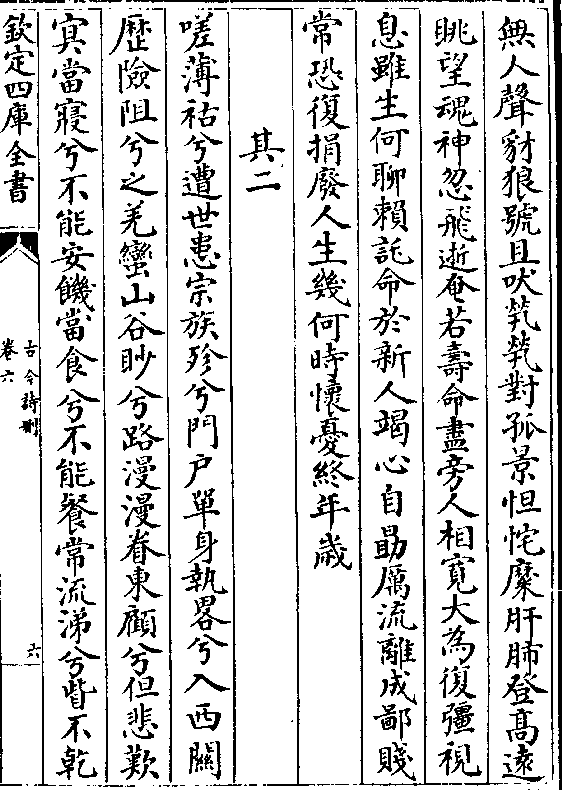 無人聲豺狼號且吠煢煢對孤景怛咤糜肝肺登高逺
眺望魂神忽飛逝奄若壽命盡旁人相寛大為復彊視
息雖生何聊賴託命於新人竭心自勗厲流離成鄙賤
常恐復捐廢人生幾何時懷憂終年歳
其二
嗟薄祜兮遭世患宗族殄兮門户單身執畧兮入西關
歴險阻兮之羌蠻山谷眇兮路漫漫眷東顧兮但悲歎
㝠當寢兮不能安饑當食兮不能餐常流涕兮眥不乾
欽定四庫全書
古今詩刪
卷六
六